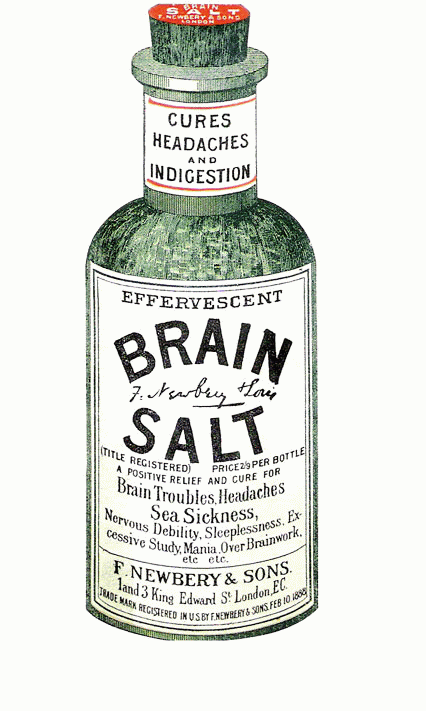 BRAIN
SALT
F. NEWBERY & SONS
LONDON
CURES
HEADACHES
AND
INDIGESTION
EFFERVESCENT
BRAIN
F. Newbery & Sons
SALT
(TITLE REGISTERED) PRICE 2/9 PER BOTTLE
A POSITIVE RELIEF AND CURE FOR
Brain Troubles, Headaches
Sea Sickness,
Nervous Debility, Sleeplessness, Ex-
cessive Study, Mania, Over Brainwork,
etc etc.
F. NEWBERY & SONS.
1 and 3 King Edward St London, E.C.
TRADE MARK REGISTERED IN U.S BY F. NEWBERY & SONS. FEB 10. 1885